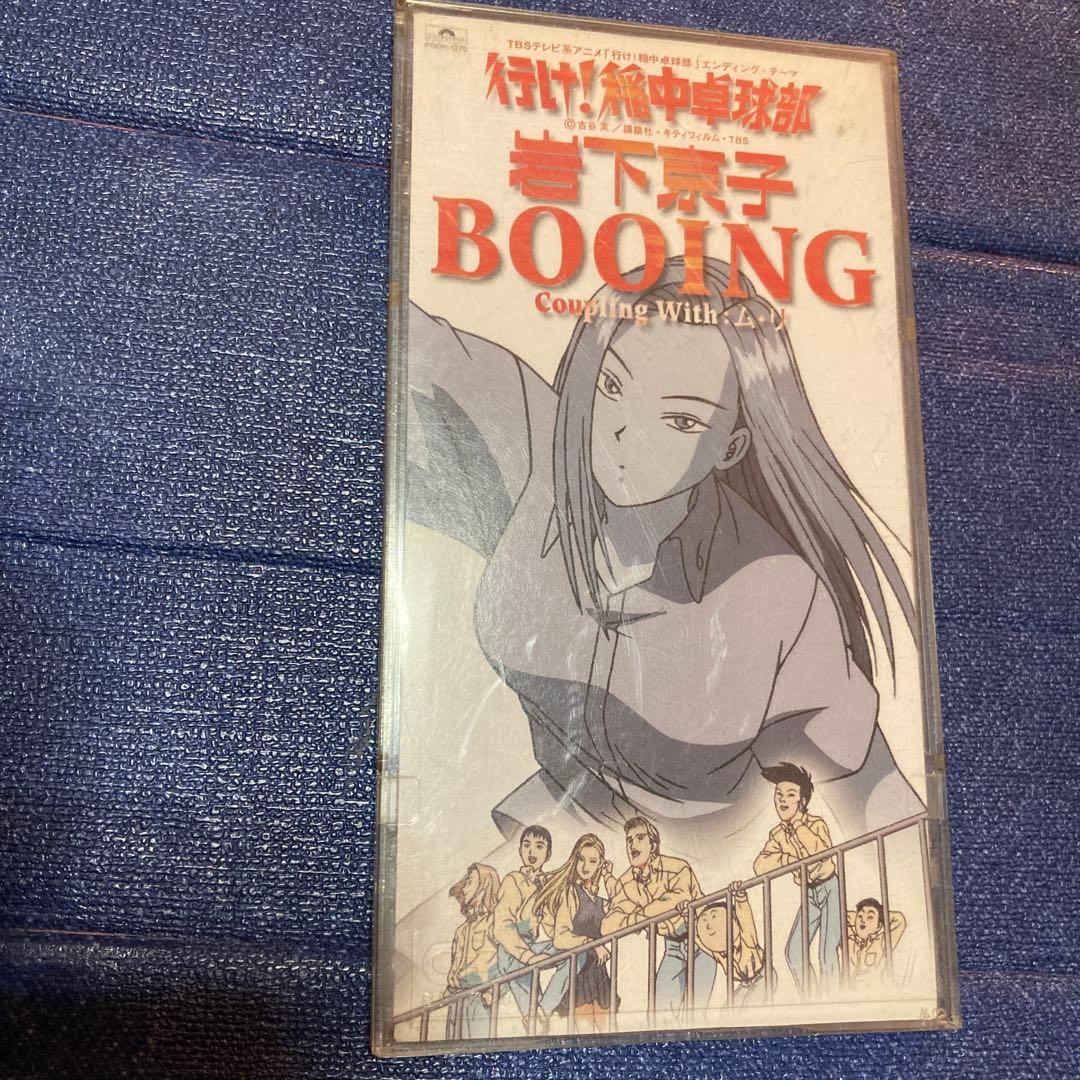 PODH-1270
TBSテレビ系アニメ「行け!稲中卓球部」エンディング・テーマ
行け!稲中卓球部
©古谷 実/講談社・キティフィルム・TBS
岩下京子
BOOING
Coupling With:ム・リ